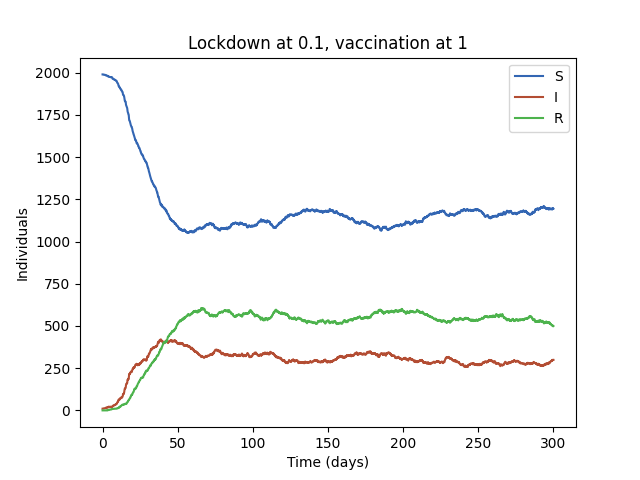 Lockdown at 0.1, vaccination at 1
S
I
R
2000
1750
1500
1250
1000
750
500
250
0
Individuals
0 50 100 150 200 250 300
Time (days)